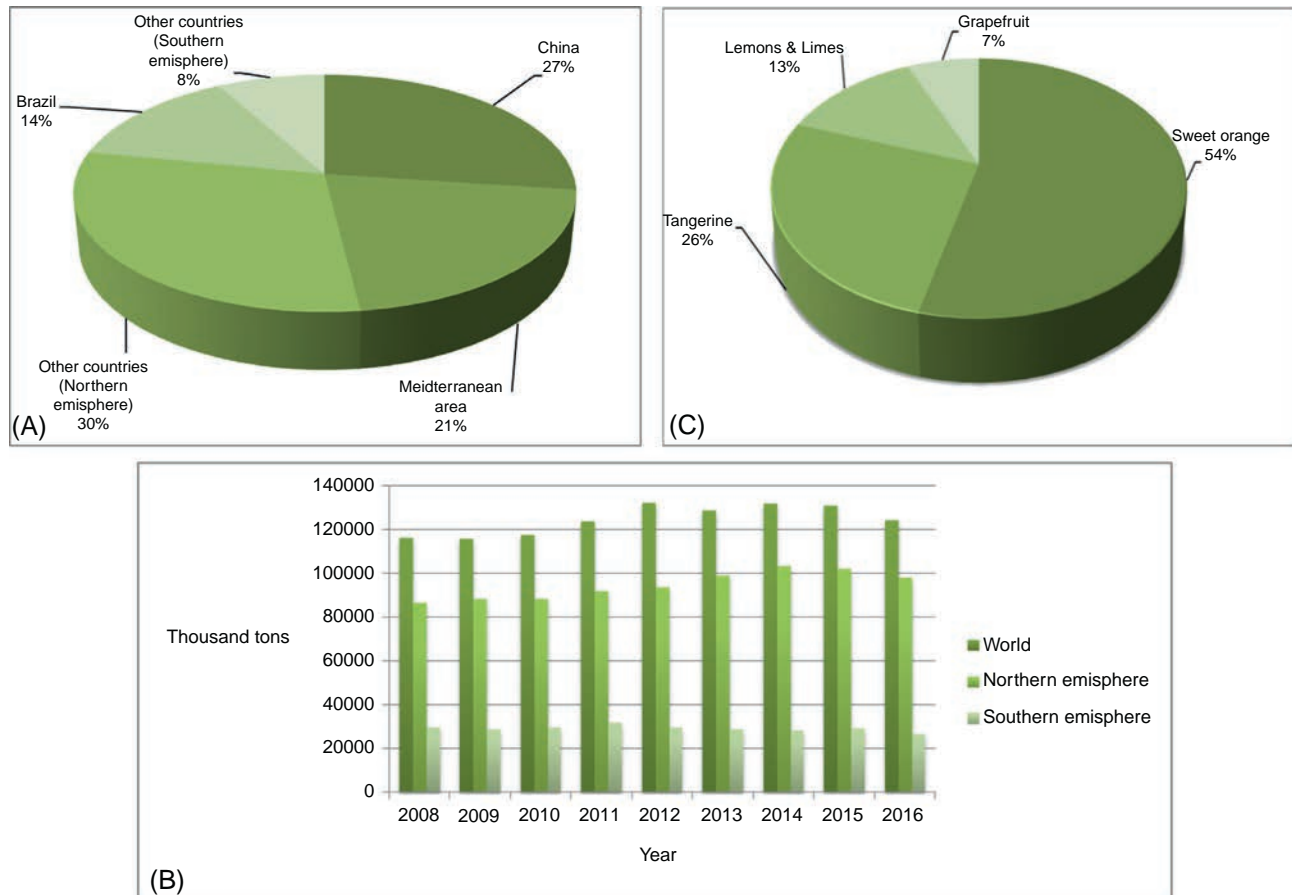 Other countries
(Southern
emisphere)
8%
China
27%
Brazil
14%
Other countries
(Northern
emisphere)
30%
Meidterranean
area
21%
(A)
Grapefruit
7%
Lemons & Limes
13%
Sweet orange
54%
Tangerine
26%
(C)
140000
120000
100000
80000
60000
40000
20000
0
Thousand tons
2008 2009 2010 2011 2012 2013 2014 2015 2016
Year
World
Northern emisphere
Southern emisphere
(B)